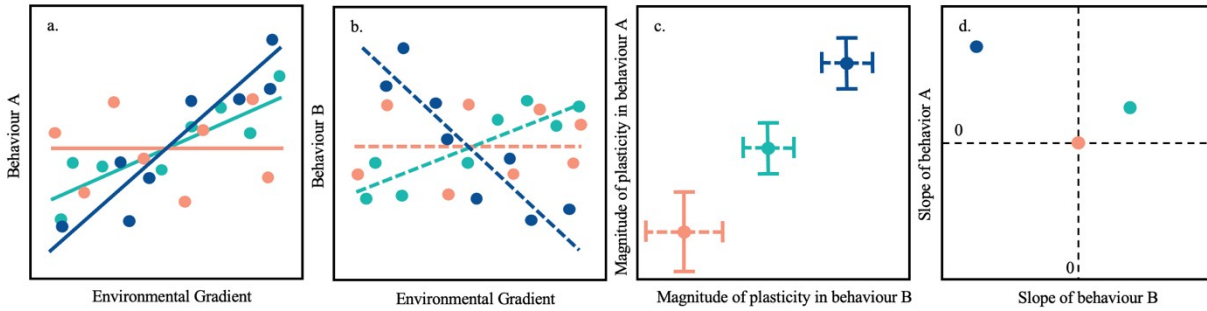 a.
Behaviour A
Environmental Gradient
b.
Behaviour B
Environmental Gradient
c.
Magnitude of plasticity in behaviour A
Magnitude of plasticity in behaviour B
d.
Slope of behaviour A
0
0
Slope of behaviour B